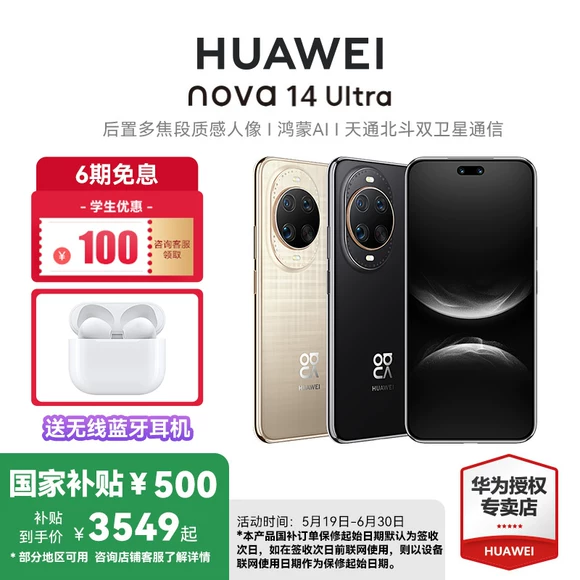 HUAWEI
nova 14 Ultra
后置多焦段质感人像 | 鸿蒙AI | 天通北斗双卫星通信
6期免息
- 学生优惠 -
¥ 100 咨询客服
领取
送无线蓝牙耳机
HUAWEI
HUAWEI
国家补贴¥500
补贴
到手价 ¥3549起
*部分地区可用 咨询店铺客服了解详情
活动时间：5月19日-6月30日
*本产品国补订单保修起始日期默认为签收
次日，如在签收次日前联网使用，则以设备
联网使用日期作为保修起始日期。
华为授权
专卖店
HUAWEI